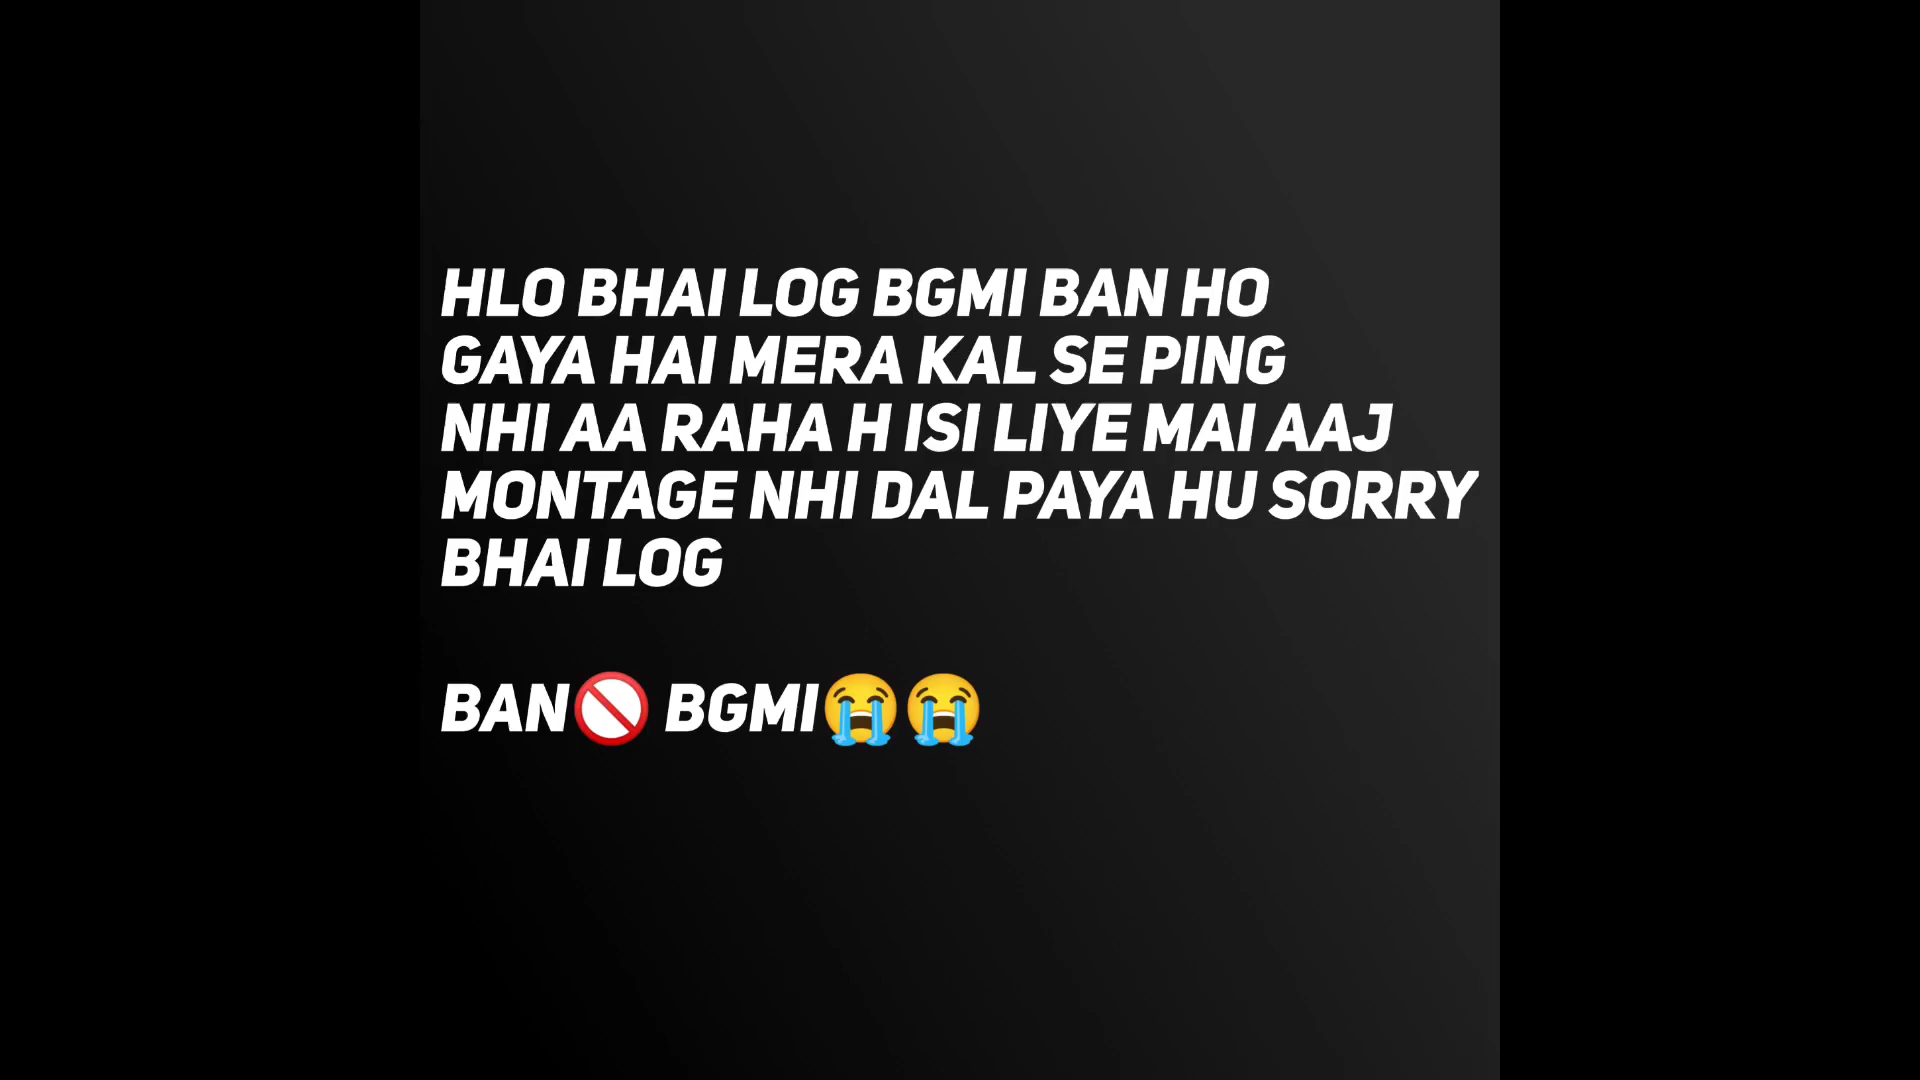 HLO BHAI LOG BGMI BAN HO
GAYA HAI MERA KAL SE PING
NHI AA RAHA H ISI LIYE MAI AAJ
MONTAGE NHI DAL PAYA HU SORRY
BHAI LOG
BAN🚫 BGMI😭😭